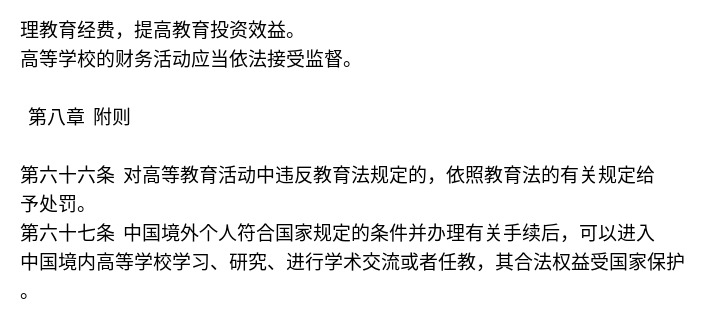 理教育经费，提高教育投资效益。
高等学校的财务活动应当依法接受监督。
第八章 附则
第六十六条 对高等教育活动中违反教育法规定的，依照教育法的有关规定给
予处罚。
第六十七条 中国境外个人符合国家规定的条件并办理有关手续后，可以进入
中国境内高等学校学习、研究、进行学术交流或者任教，其合法权益受国家保护
。